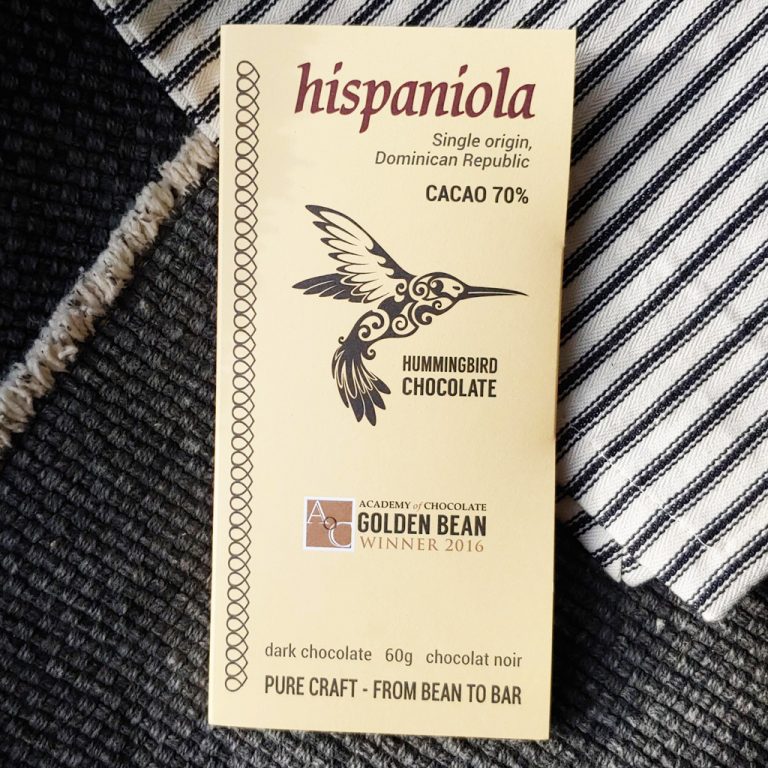 hispaniola
Single origin,
Dominican Republic
CACAO 70%
HUMMINGBIRD
CHOCOLATE
AoC
ACADEMY of CHOCOLATE
GOLDEN BEAN
WINNER 2016
dark chocolate 60g chocolat noir
PURE CRAFT - FROM BEAN TO BAR